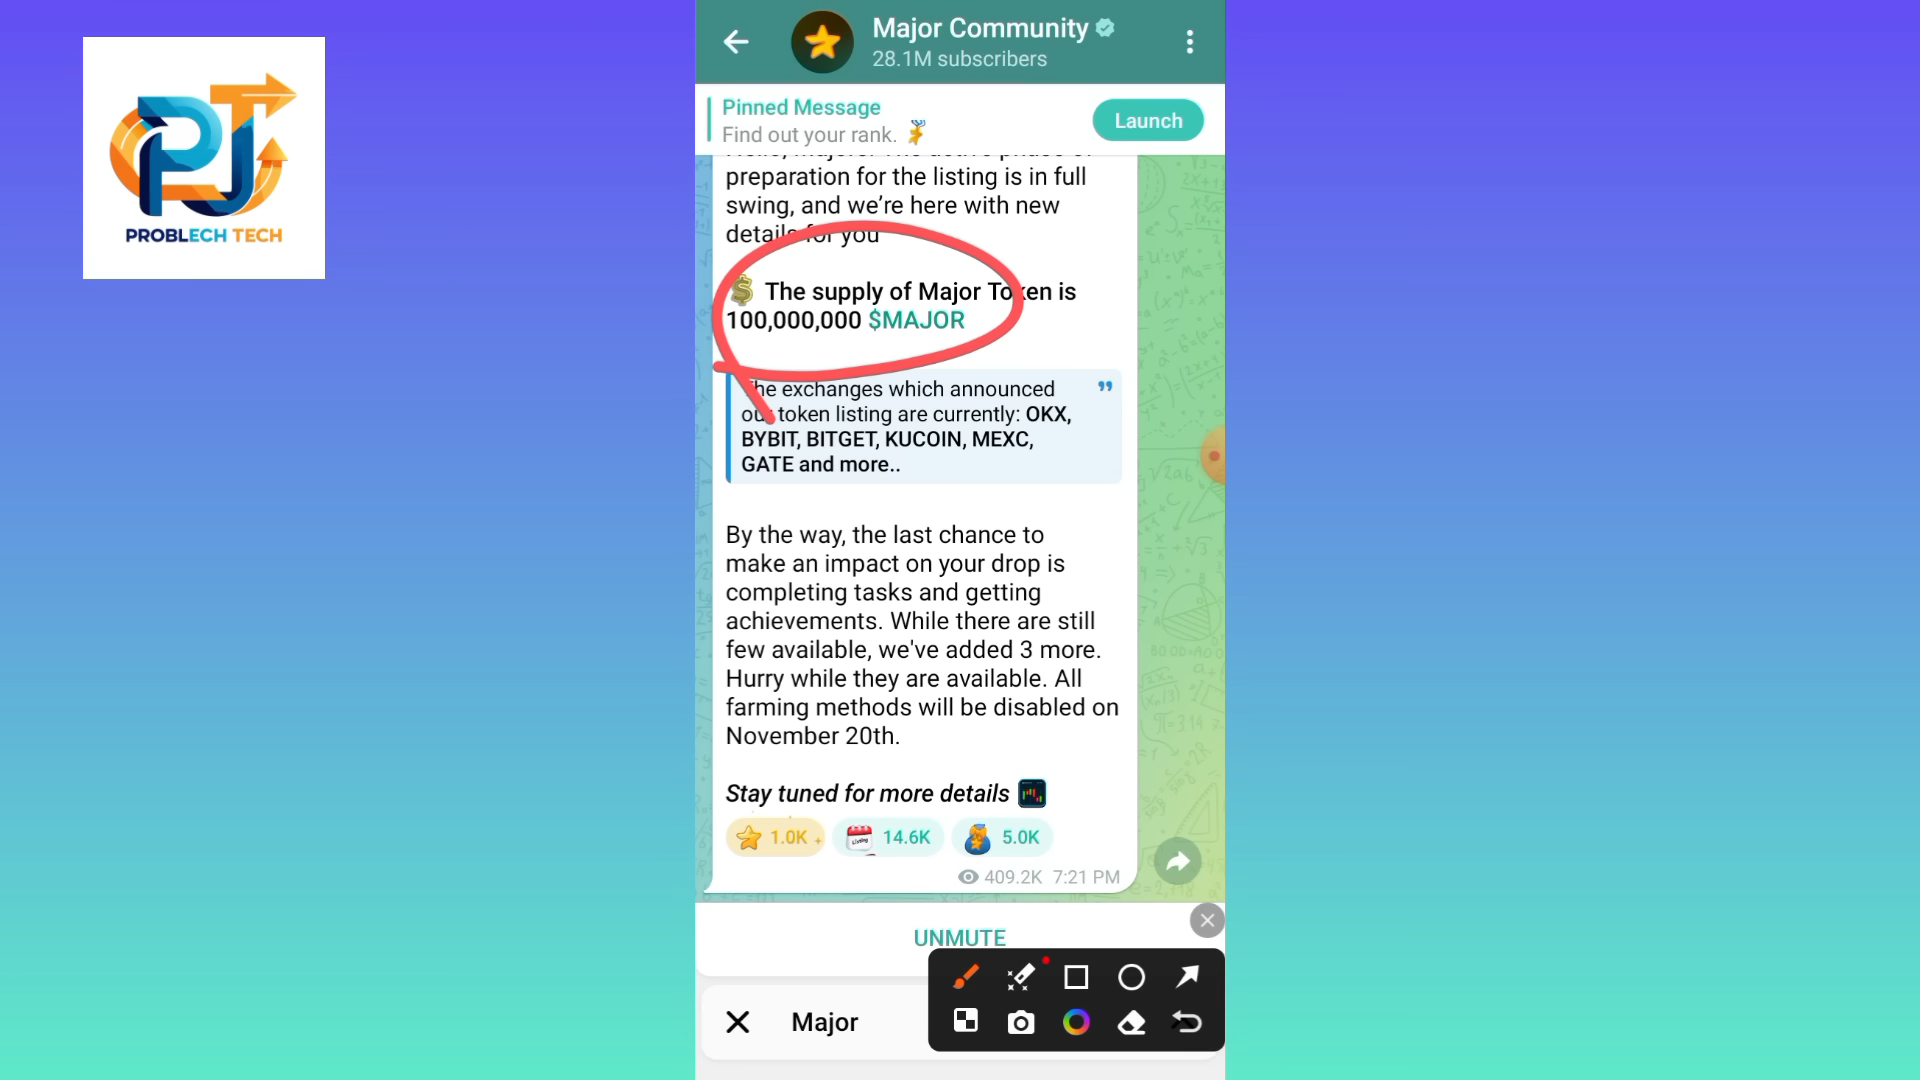 PROBLECH TECH
Major Community
28.1M subscribers
Pinned Message
Find out your rank.
Launch
preparation for the listing is in full
swing, and we're here with new
details for you
The supply of Major Token is
100,000,000 $MAJOR
The exchanges which announced
our token listing are currently: OKX,
BYBIT, BITGET, KUCOIN, MEXC,
GATE and more..
By the way, the last chance to
make an impact on your drop is
completing tasks and getting
achievements. While there are still
few available, we've added 3 more.
Hurry while they are available. All
farming methods will be disabled on
November 20th.
Stay tuned for more details
1.0K 14.6K 5.0K
409.2K 7:21 PM
UNMUTE
Major